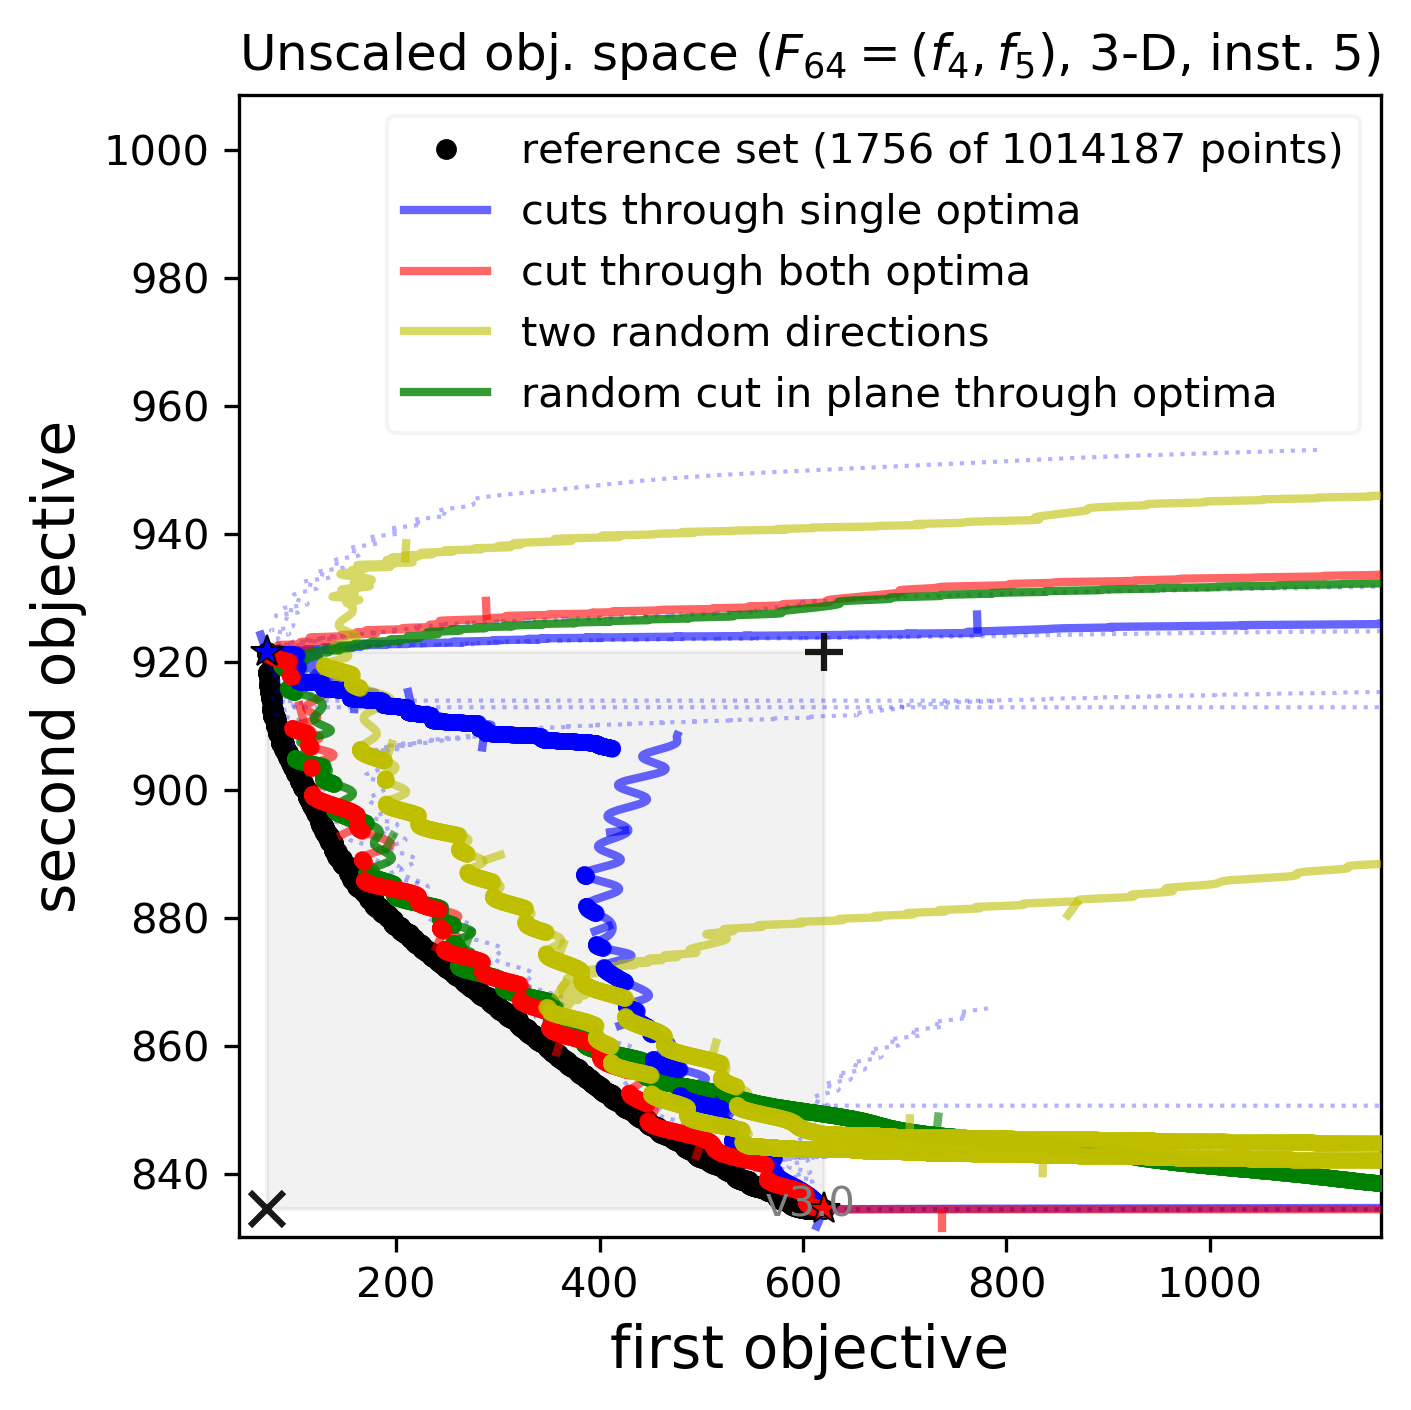 Unscaled obj. space (F₆₄ = (f₄, f₅), 3-D, inst. 5)
reference set (1756 of 1014187 points)
cuts through single optima
cut through both optima
two random directions
random cut in plane through optima
1000
980
960
940
920
900
880
860
840
second objective
v3.0
200 400 600 800 1000
first objective